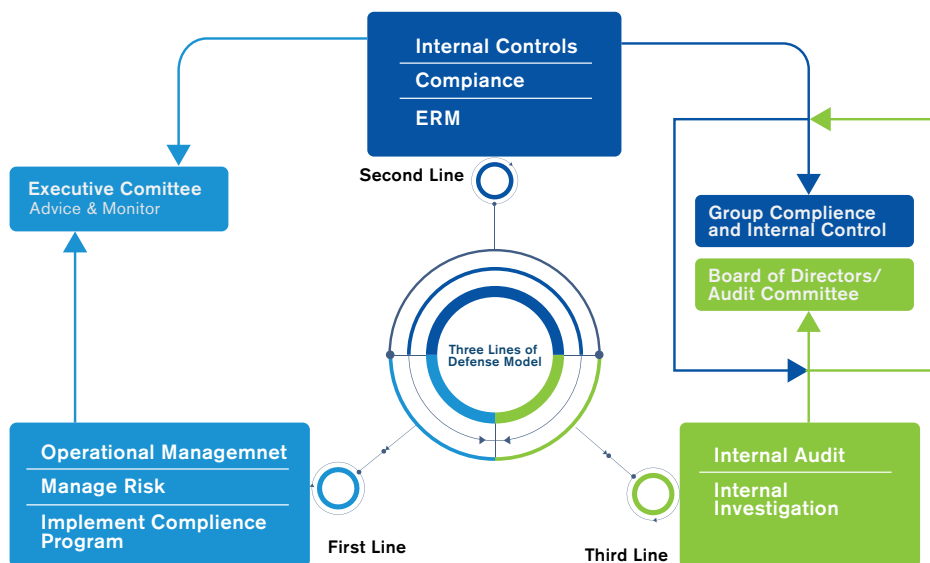 Internal Controls
Compiance
ERM
Second Line
Executive Comittee
Advice & Monitor
Group Complience
and Internal Control
Board of Directors/
Audit Committee
Three Lines of
Defense Model
Operational Managemnet
Manage Risk
Implement Complience
Program
First Line
Internal Audit
Internal
Investigation
Third Line